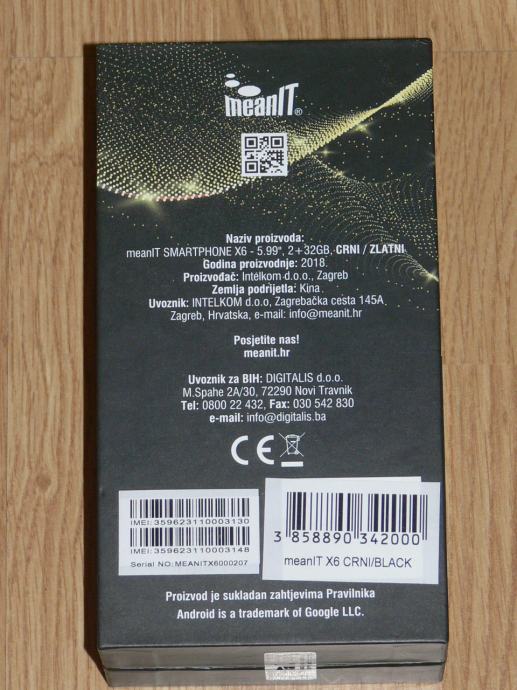 meanIT®
Naziv proizvoda:
meanIT SMARTPHONE X6 - 5.99", 2+32GB, CRNI / ZLATNI
Godina proizvodnje: 2018.
Proizvođač: Intelkom d.o.o., Zagreb
Zemlja podrijetla: Kina
Uvoznik: INTELKOM d.o.o, Zagrebačka cesta 145A,
Zagreb, Hrvatska, e-mail: info@meanit.hr
Posjetite nas!
meanit.hr
Uvoznik za BIH: DIGITALIS d.o.o.
M.Spahe 2A/30, 72290 Novi Travnik
Tel: 0800 22 432, Fax: 030 542 830
e-mail: info@digitalis.ba
CE
IMEI: 359623110003130
IMEI: 359623110003148
Serial NO: MEANITX6000207
3 858890 342000
meanIT X6 CRNI/BLACK
Proizvod je sukladan zahtjevima Pravilnika
Android is a trademark of Google LLC.